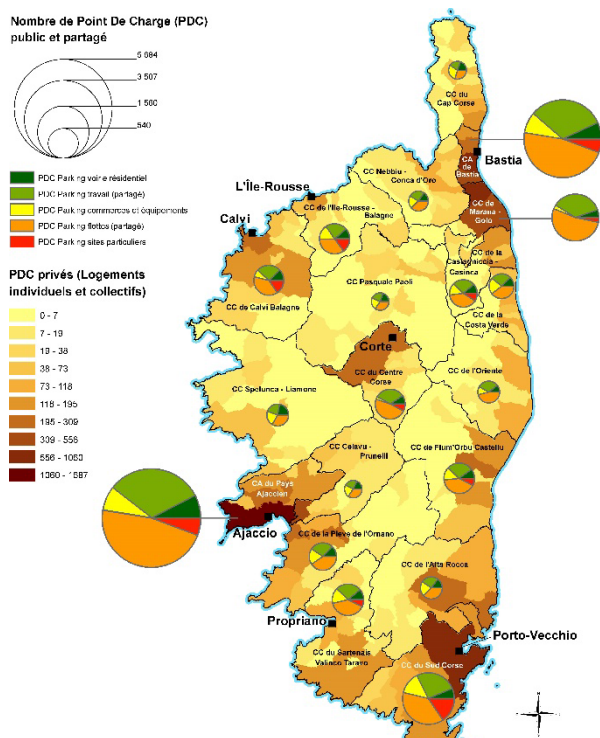 Nombre de Point De Charge (PDC)
public et partagé
5 664
3 507
1 560
540
PDC Parking voirie résidentiel
PDC Parking travail (partagé)
PDC Parking commerces et équipements
PDC Parking flottes (partagé)
PDC Parking sites particuliers
PDC privés (Logements
individuels et collectifs)
0 - 7
7 - 19
19 - 38
38 - 73
73 - 118
118 - 195
195 - 309
309 - 556
556 - 1053
1060 - 1587
CC du
Cap Corse
CA
de
Bastia
Bastia
CC Nebbiu -
Conca d'Oro
CC de
Marana -
Golo
L'Île-Rousse
CC de l'Ile-Rousse -
Balagne
Calvi
CC de Calvi Balagne
CC Pasquale Paoli
CC de la
Castagniccia -
Casinca
CC de la
Costa Verde
Corte
CC du Centre
Corse
CC de l'Oriente
CC Spelunca - Liamone
CC Celavu -
Prunelli
CC de Fium'Orbu Castellu
CA du Pays
Ajaccien
Ajaccio
CC de la Pieve de l'Ornano
CC de l'Alta Rocca
Propriano
Porto-Vecchio
CC du Sartenais
Valinco Taravo
CC du Sud Corse